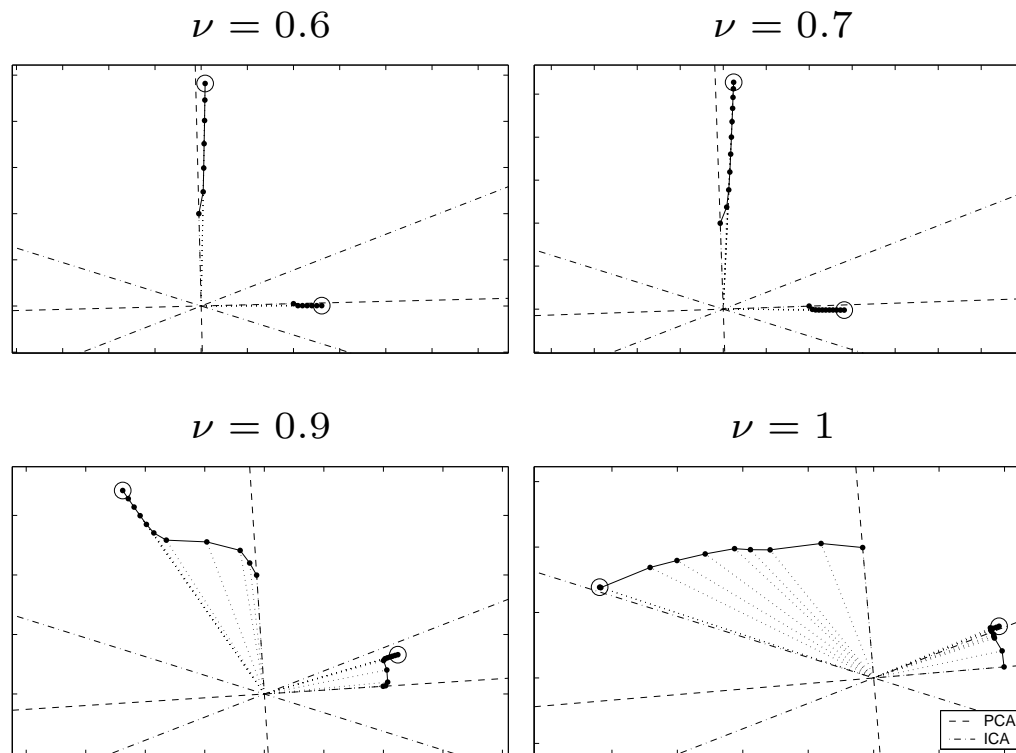 ν = 0.6
ν = 0.7
ν = 0.9
ν = 1
PCA
ICA